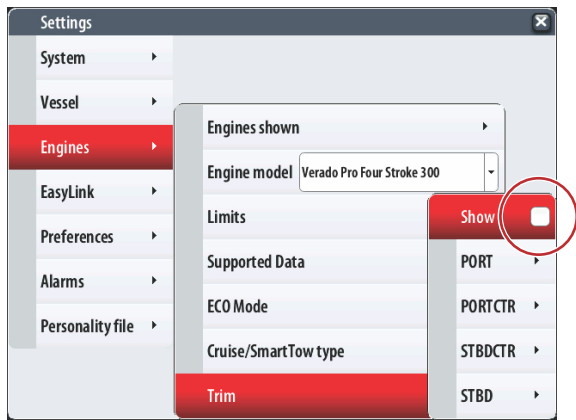 Settings
System
Vessel
Engines
EasyLink
Preferences
Alarms
Personality file
Engines shown
Engine model Verado Pro Four Stroke 300
Limits
Supported Data
ECO Mode
Cruise/SmartTow type
Trim
Show
PORT
PORTCTR
STBDCTR
STBD